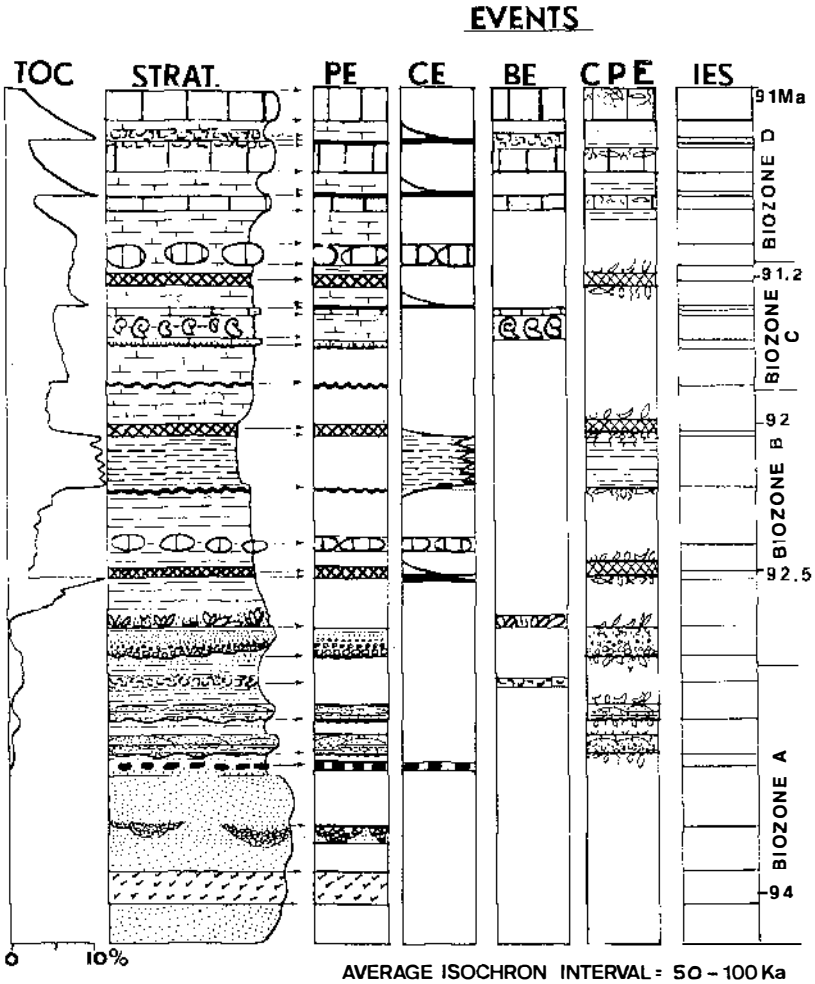 EVENTS
TOC STRAT. PE CE BE CPE IES
91Ma
BIOZONE D
91.2
BIOZONE C
92
BIOZONE B
92.5
BIOZONE A
94
0 10%
AVERAGE ISOCHRON INTERVAL = 50 - 100 Ka